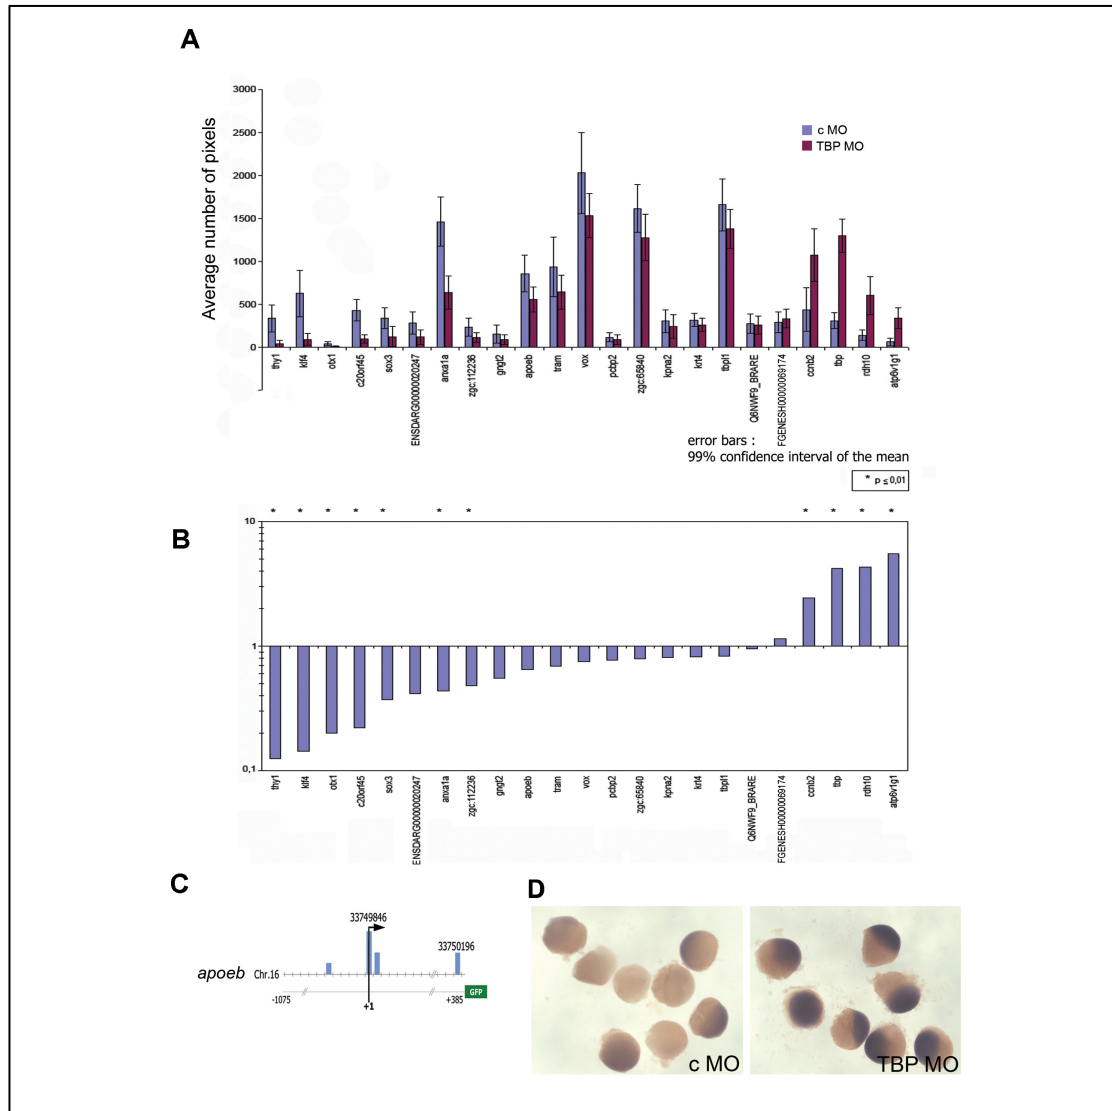 A
3000
2500
2000
1500
1000
500
0
Average number of pixels
c MO
TBP MO
thy1
klf4
otx1
c20orf45
sox3
ENSDARG00000020247
anxa1a
zgc:112236
gngt2
apoeb
tram
vox
pcbp2
zgc:65840
kpna2
krt4
tbpl1
Q6NWF9_BRARE
FGENESH00000069174
ccnb2
tbp
rdh10
atp6v1g1
error bars :
99% confidence interval of the mean
* p ≤ 0,01
* * * * * * * * * * *
B
10
1
0,1
thy1
klf4
otx1
c20orf45
sox3
ENSDARG00000020247
anxa1a
zgc:112236
gngt2
apoeb
tram
vox
pcbp2
zgc:65840
kpna2
krt4
tbpl1
Q6NWF9_BRARE
FGENESH00000069174
ccnb2
tbp
rdh10
atp6v1g1
C
33749846
33750196
apoeb Chr.16
-1075
+1
+385
GFP
D
c MO
TBP MO